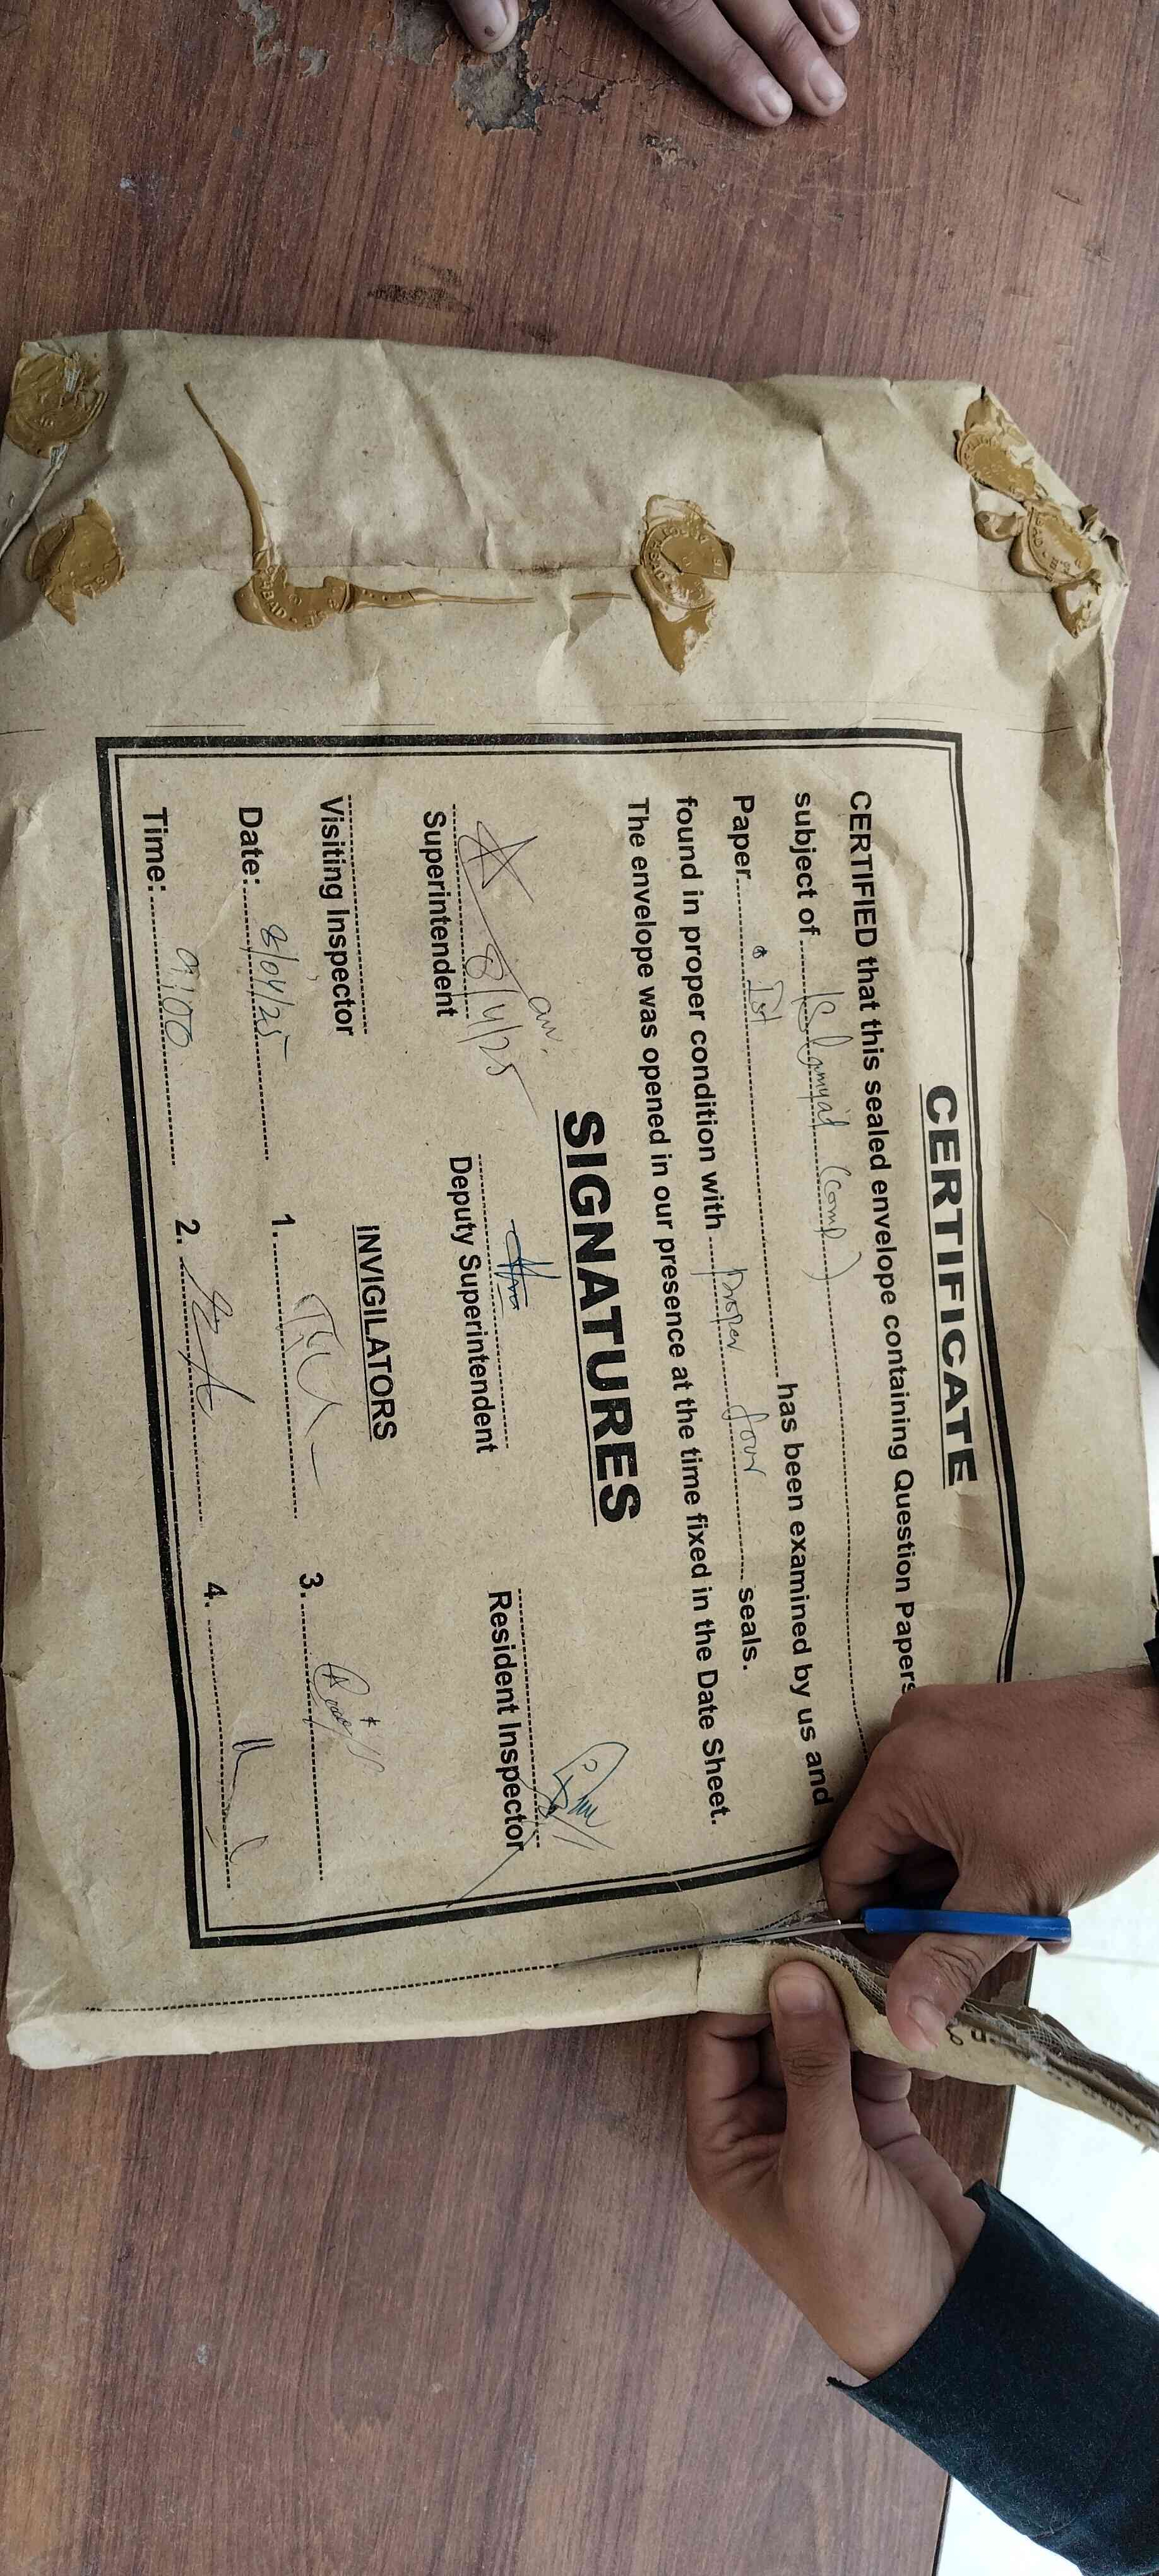 CERTIFICATE
CERTIFIED that this sealed envelope containing Question Papers
subject of Islamyat (comp)
Paper Ist has been examined by us and
found in proper condition with proper four seals.
The envelope was opened in our presence at the time fixed in the Date Sheet.
SIGNATURES
8/4/25
Superintendent
Deputy Superintendent
Resident Inspector
Visiting Inspector
INVIGILATORS
Date: 8/04/25
1.
3.
Time: 09:00
2.
4.